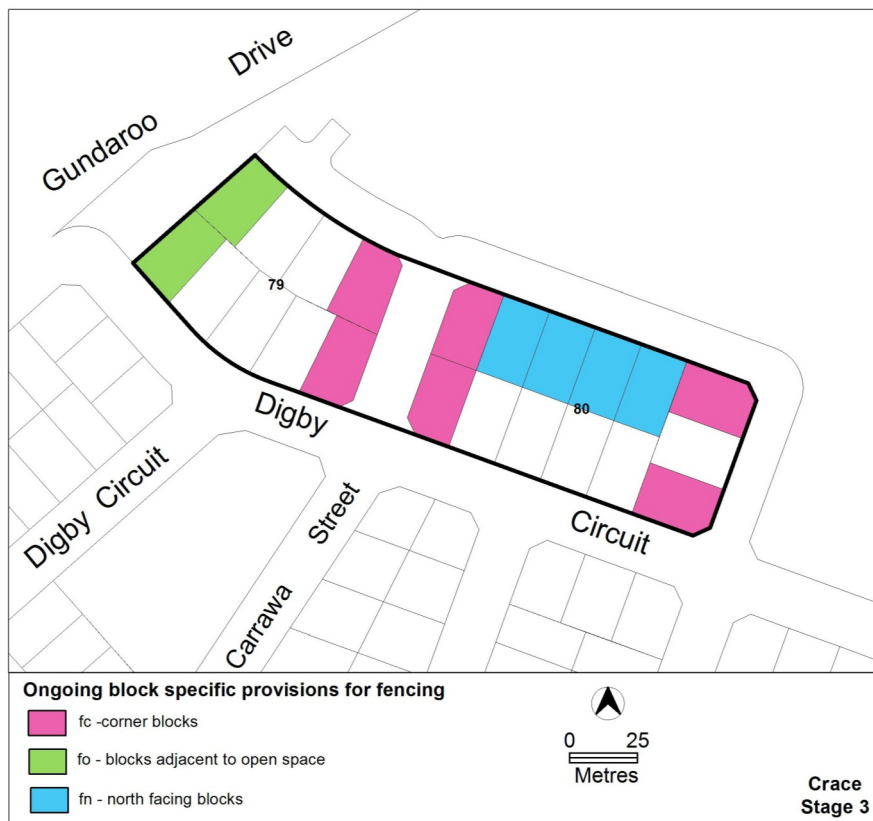 Gundaroo Drive
79
80
Digby
Circuit
Digby Circuit
Carrawa Street
Ongoing block specific provisions for fencing
fc -corner blocks
fo - blocks adjacent to open space
fn - north facing blocks
0 25
Metres
Crace
Stage 3